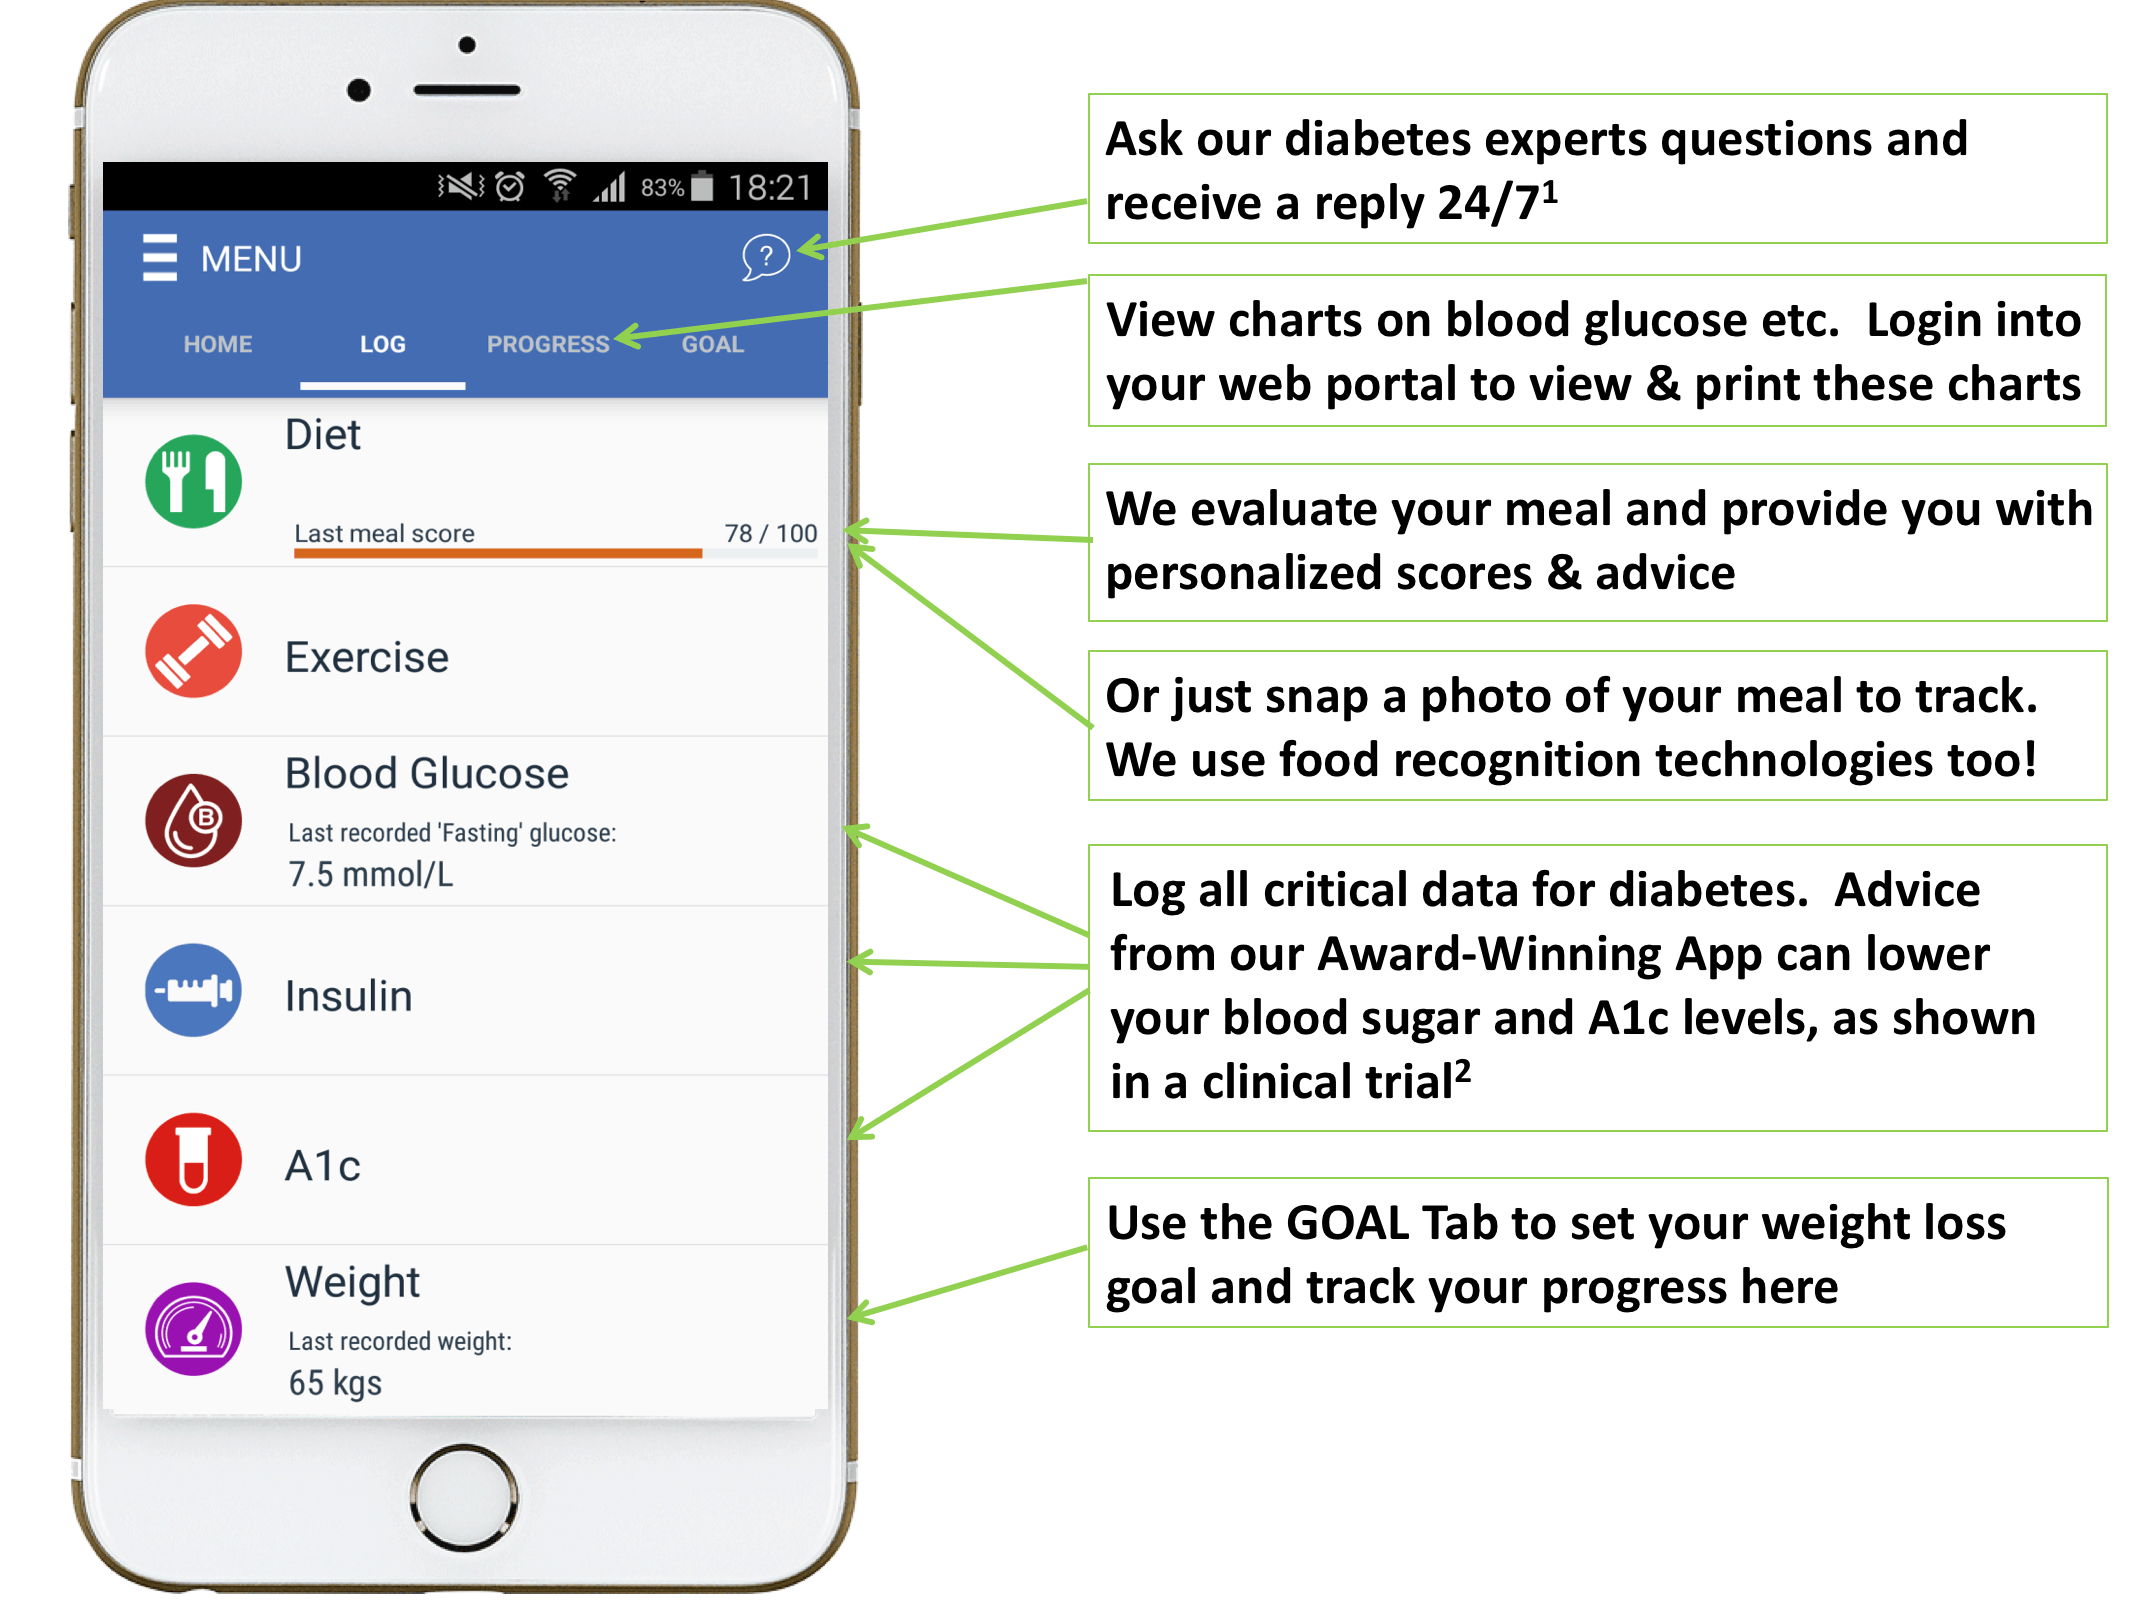 83% 18:21
MENU ?
HOME LOG PROGRESS GOAL
Diet
Last meal score 78 / 100
Exercise
Blood Glucose
B
Last recorded 'Fasting' glucose:
7.5 mmol/L
Insulin
A1c
Weight
Last recorded weight:
65 kgs
Ask our diabetes experts questions and
receive a reply 24/7¹
View charts on blood glucose etc.  Login into
your web portal to view & print these charts
We evaluate your meal and provide you with
personalized scores & advice
Or just snap a photo of your meal to track.
We use food recognition technologies too!
Log all critical data for diabetes.  Advice
from our Award-Winning App can lower
your blood sugar and A1c levels, as shown
in a clinical trial²
Use the GOAL Tab to set your weight loss
goal and track your progress here